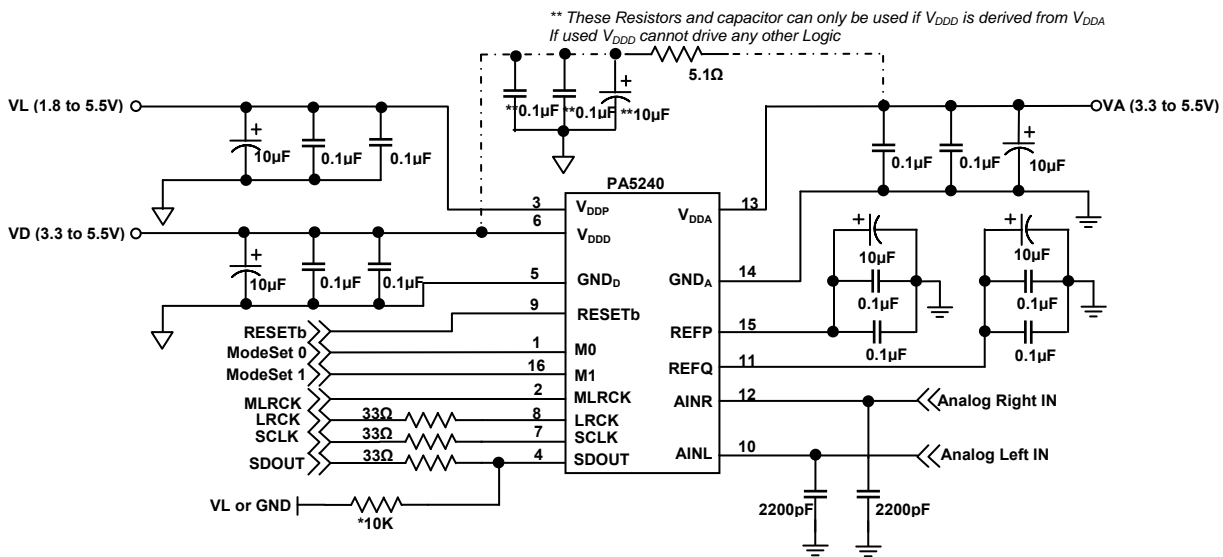 ** These Resistors and capacitor can only be used if VDDD is derived from VDDA
If used VDDD cannot drive any other Logic
5.1Ω
**0.1µF
**0.1µF
**10µF
VL (1.8 to 5.5V)
+
10µF
0.1µF
0.1µF
VA (3.3 to 5.5V)
0.1µF
0.1µF
+
10µF
PA5240
3
VDDP
VDDA
13
6
VDDD
VD (3.3 to 5.5V)
+
10µF
0.1µF
0.1µF
+
10µF
0.1µF
0.1µF
+
10µF
0.1µF
0.1µF
5
GNDD
GNDA
14
RESETb
9
RESETb
REFP
15
ModeSet 0
1
M0
REFQ
11
ModeSet 1
16
M1
MLRCK
2
MLRCK
AINR
12
Analog Right IN
LRCK
33Ω
8
LRCK
SCLK
33Ω
7
SCLK
AINL
10
Analog Left IN
SDOUT
33Ω
4
SDOUT
2200pF
2200pF
VL or GND
*10K
+